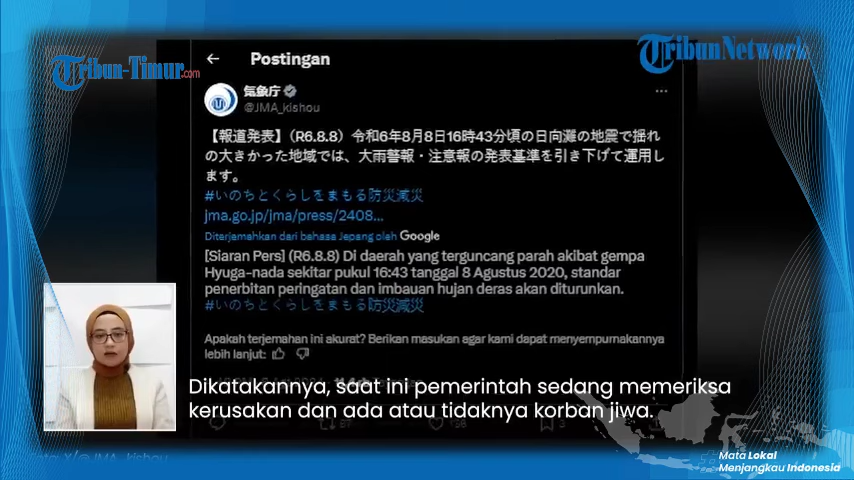 Tribun-Timur.com
Tribun Network
Postingan
気象庁
@JMA_kishou
【報道発表】（R6.8.8）令和6年8月8日16時43分頃の日向灘の地震で揺れ
の大きかった地域では、大雨警報・注意報の発表基準を引き下げて運用し
ます。
#いのちとくらしをまもる防災減災
jma.go.jp/jma/press/2408...
Diterjemahkan dari bahasa Jepang oleh Google
[Siaran Pers] (R6.8.8) Di daerah yang terguncang parah akibat gempa
Hyuga-nada sekitar pukul 16:43 tanggal 8 Agustus 2020, standar
penerbitan peringatan dan imbauan hujan deras akan diturunkan.
#いのちとくらしをまもる防災減災
Apakah terjemahan ini akurat? Berikan masukan agar kami dapat menyempurnakannya
lebih lanjut:
Dikatakannya, saat ini pemerintah sedang memeriksa
kerusakan dan ada atau tidaknya korban jiwa.
X/@JMA_kishou
Mata Lokal
Menjangkau Indonesia